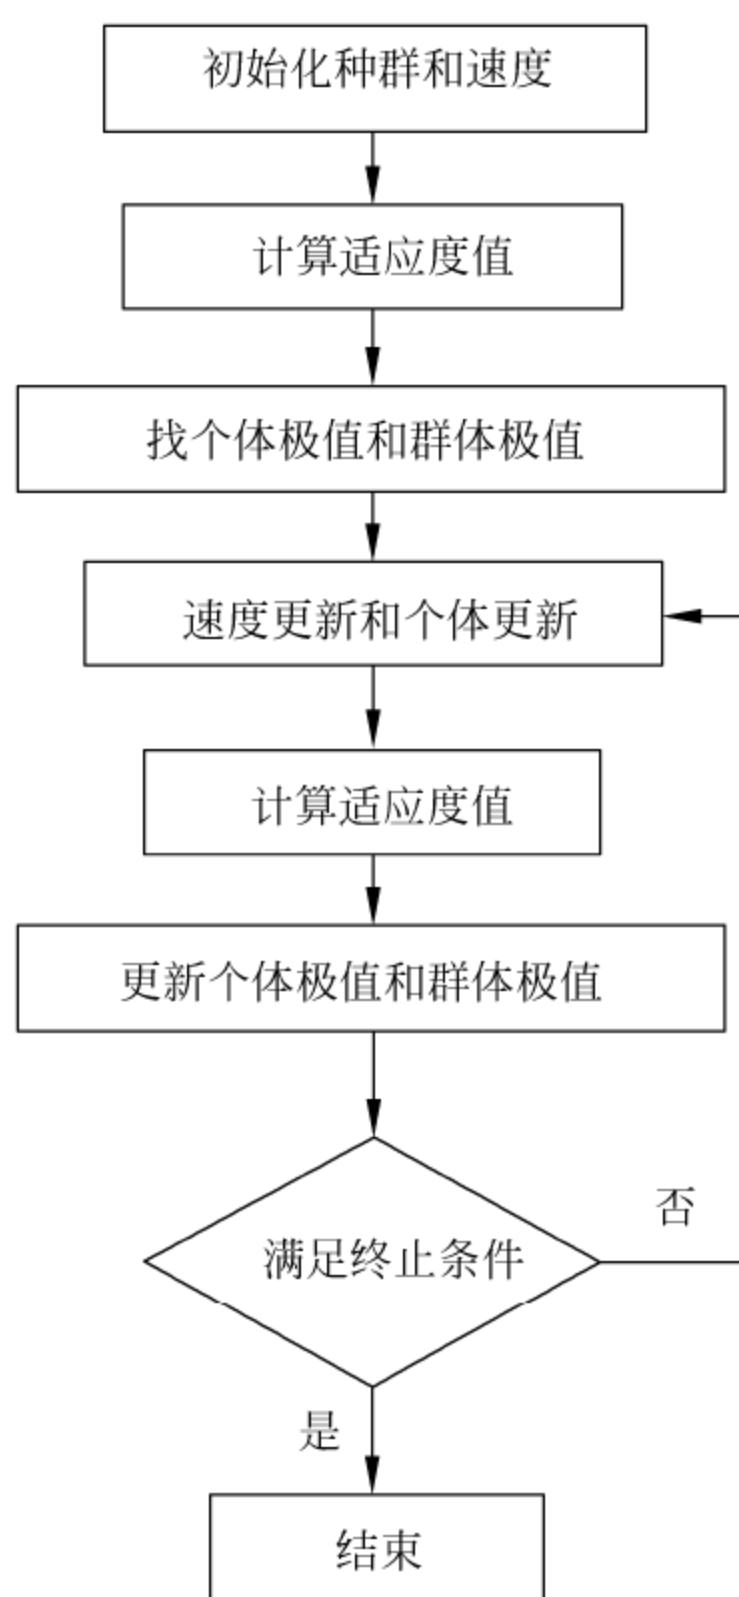 初始化种群和速度
计算适应度值
找个体极值和群体极值
速度更新和个体更新
计算适应度值
更新个体极值和群体极值
否
满足终止条件
是
结束